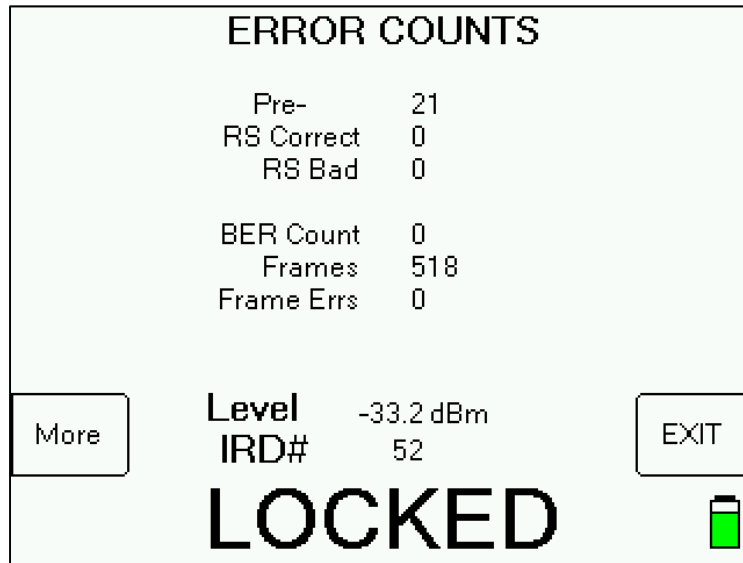 ERROR COUNTS
Pre- 21
RS Correct 0
RS Bad 0
BER Count 0
Frames 518
Frame Errs 0
Level -33.2 dBm
More IRD# 52 EXIT
LOCKED